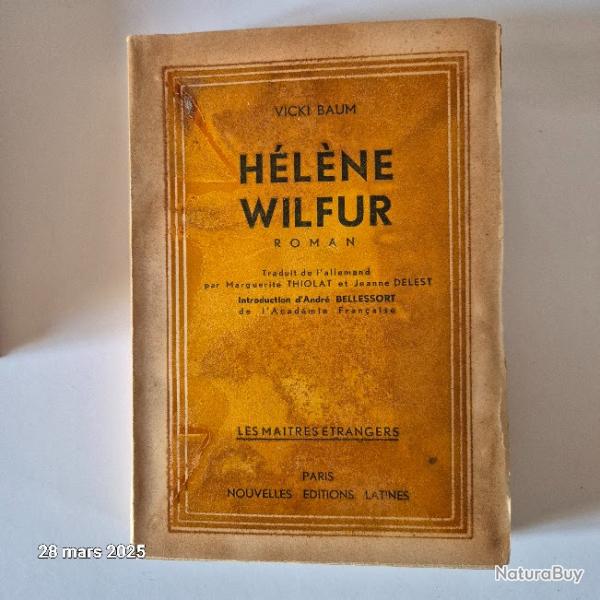 VICKI BAUM
HÉLÈNE
WILFUR
ROMAN
Traduit de l'allemand
par Marguerite THIOLAT et Jeanne DELEST
Introduction d'André BELLESSORT
de l'Académie Française
LES MAITRES ETRANGERS
PARIS
NOUVELLES EDITIONS LATINES
28 mars 2025
NaturaBuy